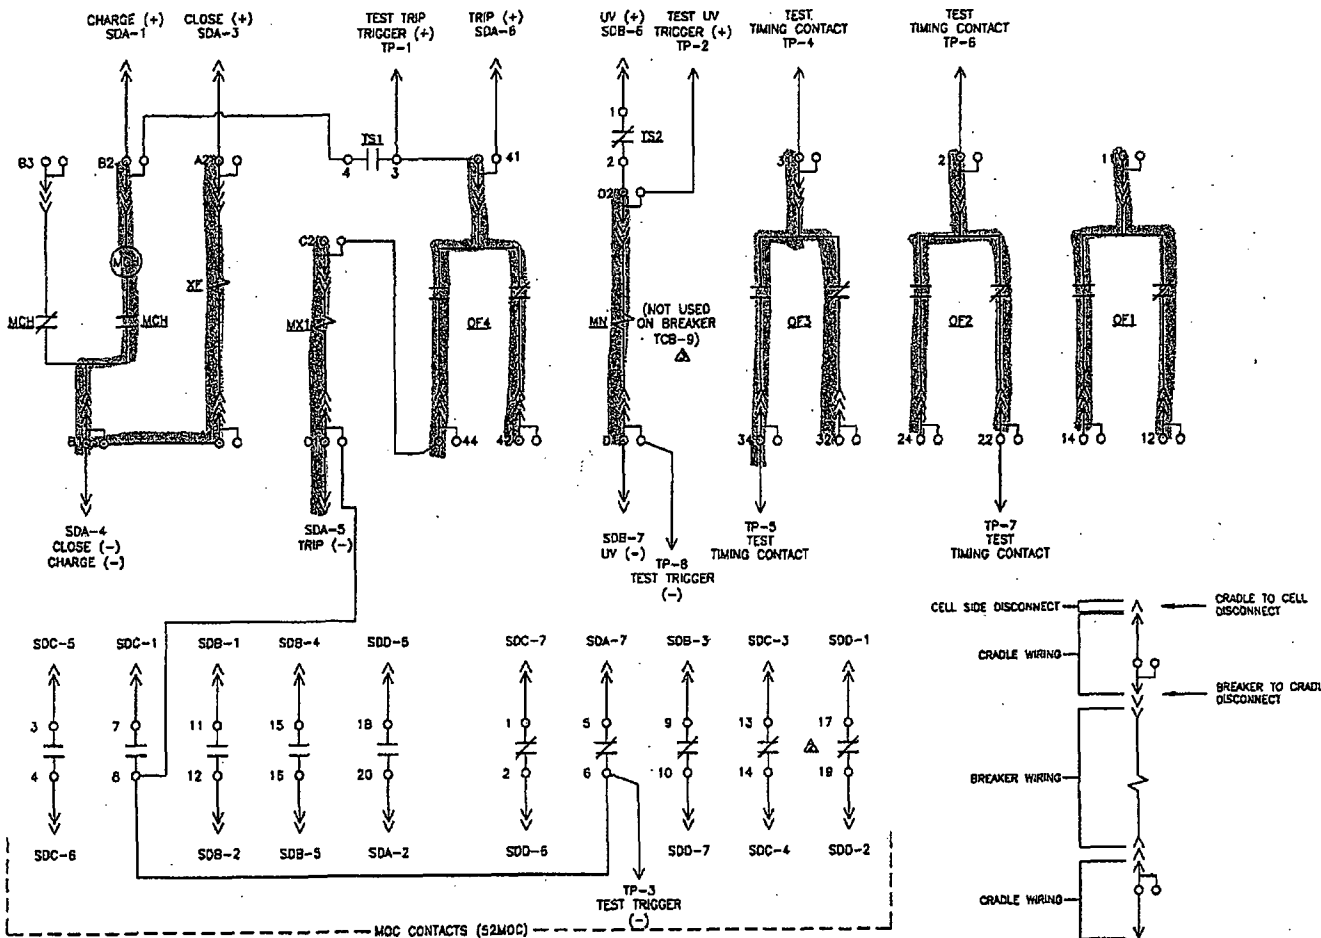 CHARGE (+)
SDA-1
CLOSE (+)
SDA-3
TEST TRIP
TRIGGER (+)
TP-1
TRIP (+)
SDA-6
UV (+)
SDB-6
TEST UV
TRIGGER (+)
TP-2
TEST
TIMING CONTACT
TP-4
TEST
TIMING CONTACT
TP-6
1
TS1
TS2
B3
B2
A2
4
3
41
2
3
2
11
D2
C2
XF
MCH
MCH
MX1
OF4
MN
(NOT USED
ON BREAKER
TCB-9)
OF3
OF2
OF1
44
42
34
32
24
22
14
12
SDA-4
CLOSE (-)
CHARGE (-)
SDA-5
TRIP (-)
SDB-7
UV (-)
TP-8
TEST TRIGGER
(-)
TP-5
TEST
TIMING CONTACT
TP-7
TEST
TIMING CONTACT
CELL SIDE DISCONNECT
CRADLE TO CELL
DISCONNECT
CRADLE WIRING
BREAKER TO CRADL
DISCONNECT
BREAKER WIRING
CRADLE WIRING
SDC-5
SDC-1
SDB-1
SDB-4
SDD-5
SDC-7
SDA-7
SDB-3
SDC-3
SDD-1
3
7
11
15
18
1
5
9
13
17
4
8
12
16
20
2
6
10
14
19
SDC-6
SDB-2
SDB-5
SDA-2
SDD-6
SDD-7
SDC-4
SDD-2
TP-3
TEST TRIGGER
(-)
MOC CONTACTS (52MOC)